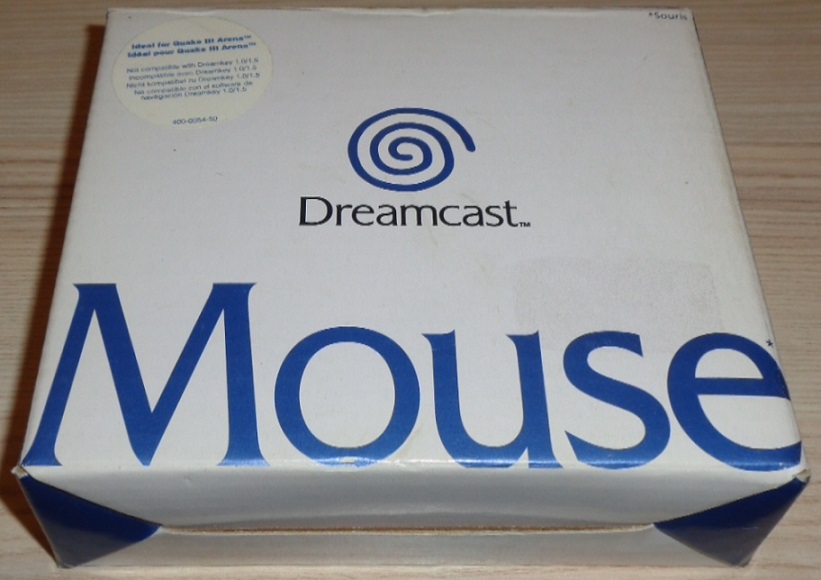 *Souris
Ideal for Quake III Arena™
Idéal pour Quake III Arena™
Not compatible with Dreamkey 1.0/1.5
Incompatible avec Dreamkey 1.0/1.5
Nicht kompatibel zu Dreamkey 1.0/1.5
No compatible con el software de
Navegación Dreamkey 1.0/1.5
400-0054-50
Dreamcast™
Mouse*